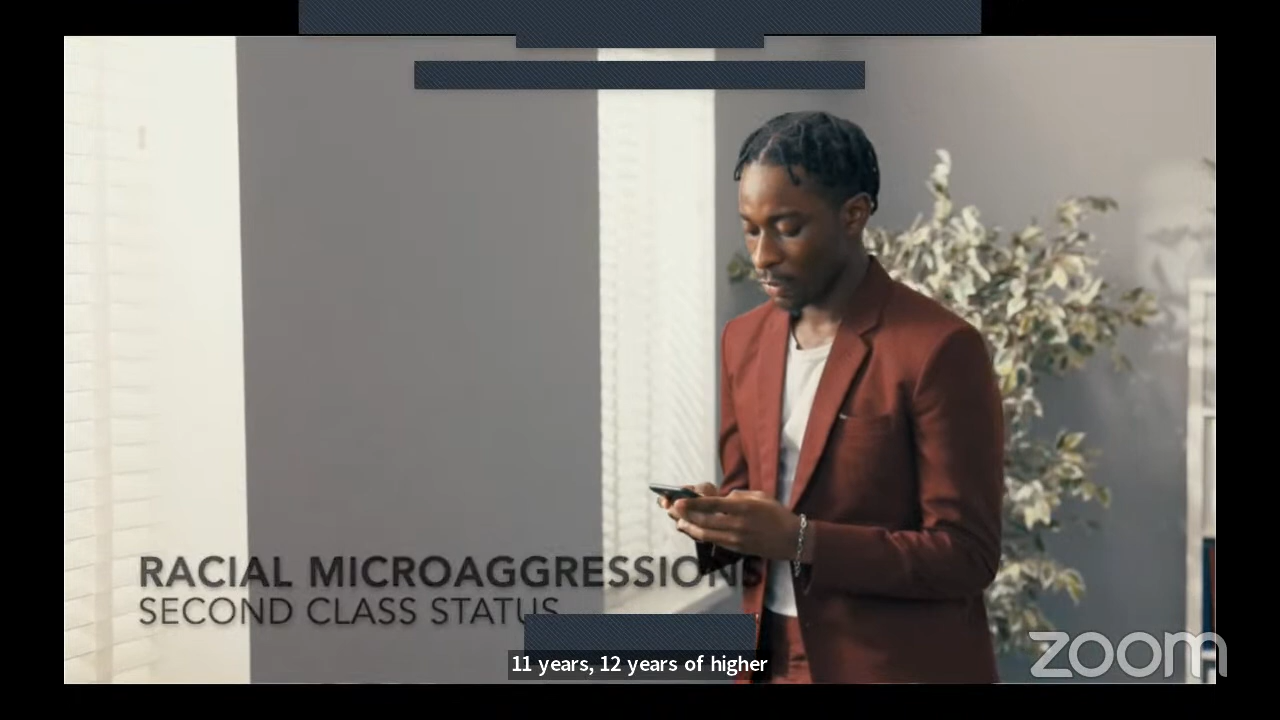 RACIAL MICROAGGRESSIONS
SECOND CLASS STATUS
11 years, 12 years of higher
zoom